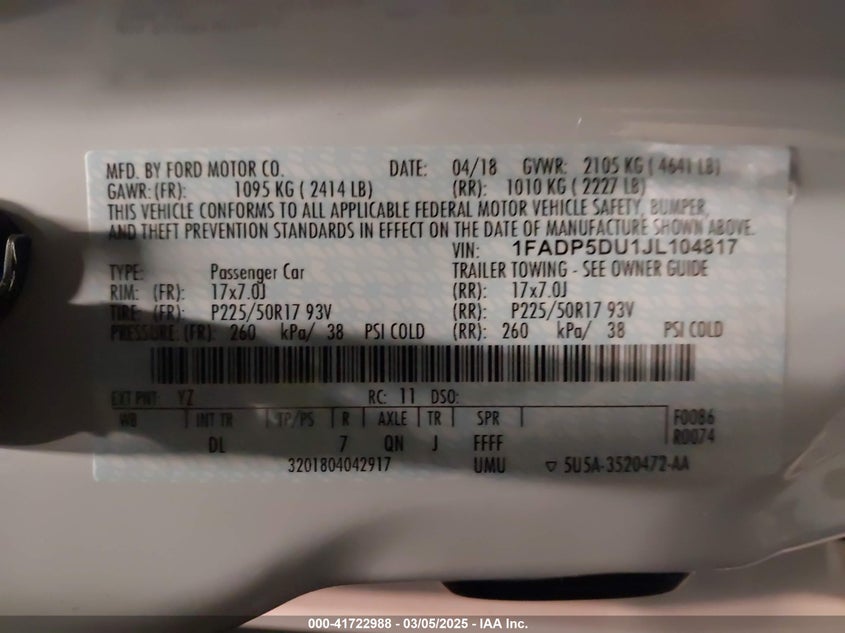 MFD. BY FORD MOTOR CO. DATE: 04/18 GVWR: 2105 KG ( 4641 LB)
GAWR: (FR): 1095 KG ( 2414 LB) (RR): 1010 KG ( 2227 LB)
THIS VEHICLE CONFORMS TO ALL APPLICABLE FEDERAL MOTOR VEHICLE SAFETY, BUMPER,
AND THEFT PREVENTION STANDARDS IN EFFECT ON THE DATE OF MANUFACTURE SHOWN ABOVE.
VIN: 1FADP5DU1JL104817
TYPE: Passenger Car TRAILER TOWING - SEE OWNER GUIDE
RIM: (FR): 17x7.0J (RR): 17x7.0J
TIRE: (FR): P225/50R17 93V (RR): P225/50R17 93V
PRESSURE: (FR): 260 kPa/ 38 PSI COLD (RR): 260 kPa/ 38 PSI COLD
EXT PNT: YZ RC: 11 DSO:
WB INT TR TP/PS R AXLE TR SPR F0086
DL 7 QN J FFFF R0074
3201804042917 UMU ▽ 5U5A-3520472-AA
000-41722988 - 03/05/2025 - IAA Inc.